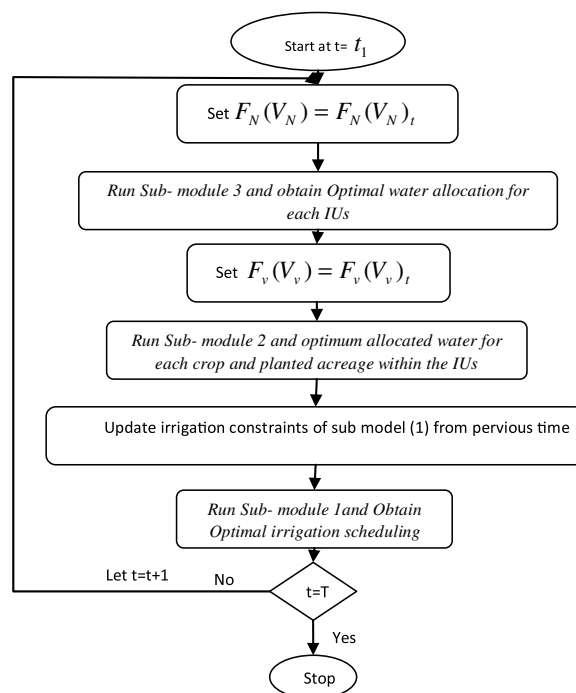 Start at t= t1
Set FN(VN) = FN(VN)t
Run Sub- module 3 and obtain Optimal water allocation for
each IUs
Set Fv(Vv) = Fv(Vv)t
Run Sub- module 2 and optimum allocated water for
each crop and planted acreage within the IUs
Update irrigation constraints of sub model (1) from pervious time
Run Sub- module 1and Obtain
Optimal irrigation scheduling
Let t=t+1
No
t=T
Yes
Stop